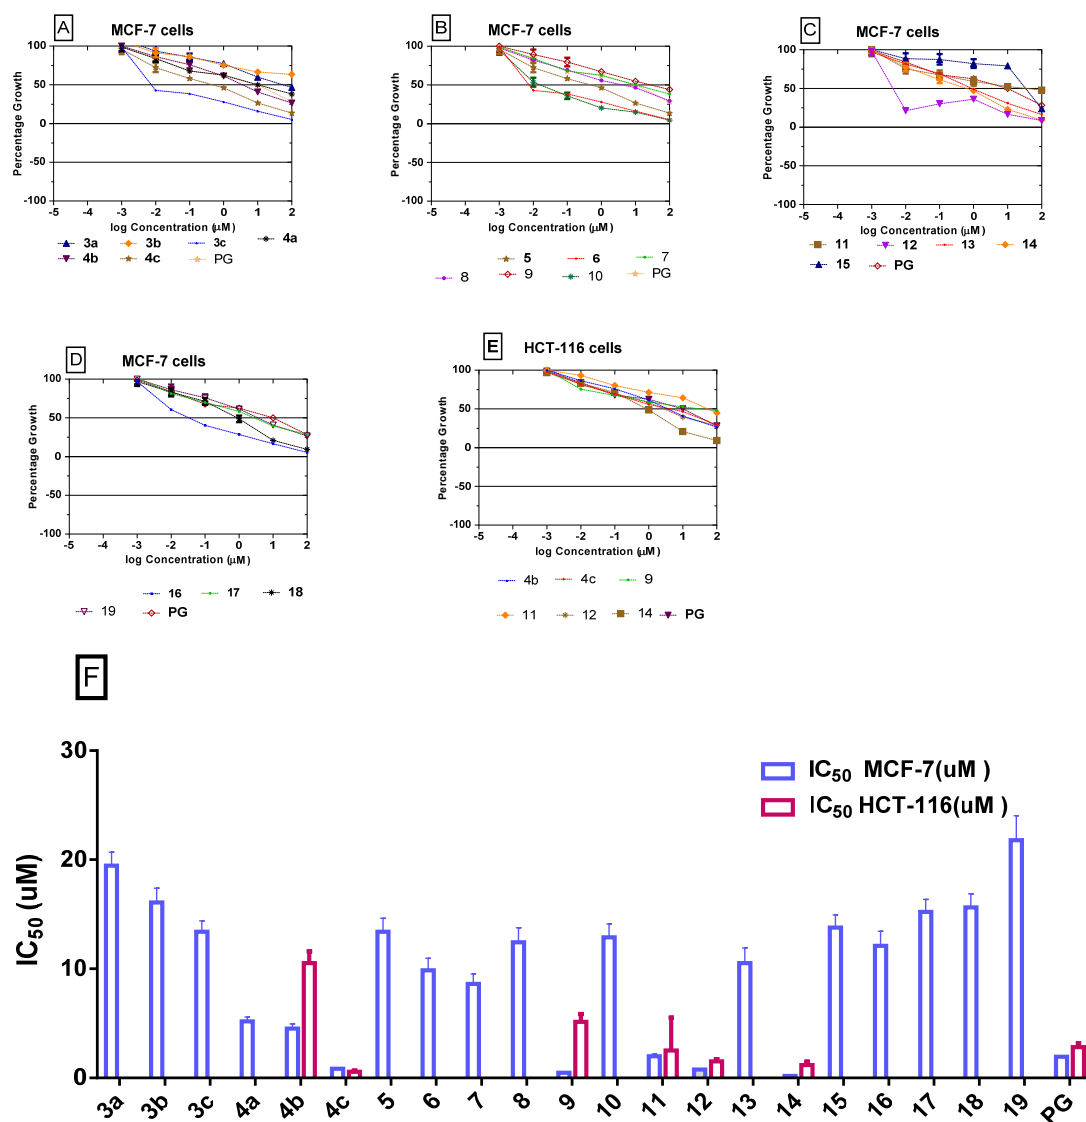 A MCF-7 cells
100
50
0
-50
-100
Percentage Growth
-5 -4 -3 -2 -1 0 1 2
log Concentration (µM)
3a 3b 3c 4a
4b 4c PG
B MCF-7 cells
100
50
0
-50
-100
Percentage Growth
-5 -4 -3 -2 -1 0 1 2
log Concentration (µM)
5 6 7
8 9 10 PG
C MCF-7 cells
100
50
0
-50
-100
Percentage Growth
-5 -4 -3 -2 -1 0 1 2
log Concentration (µM)
11 12 13 14
15 PG
D MCF-7 cells
100
50
0
-50
-100
Percentage Growth
-5 -4 -3 -2 -1 0 1 2
log Concentration (µM)
16 17 18
19 PG
E HCT-116 cells
100
50
0
-50
-100
Percentage Growth
-5 -4 -3 -2 -1 0 1 2
log Concentration (µM)
4b 4c 9
11 12 14 PG
F
30
20
10
0
IC50 (uM)
IC50 MCF-7(uM )
IC50 HCT-116(uM )
3a 3b 3c 4a 4b 4c 5 6 7 8 9 10 11 12 13 14 15 16 17 18 19 PG